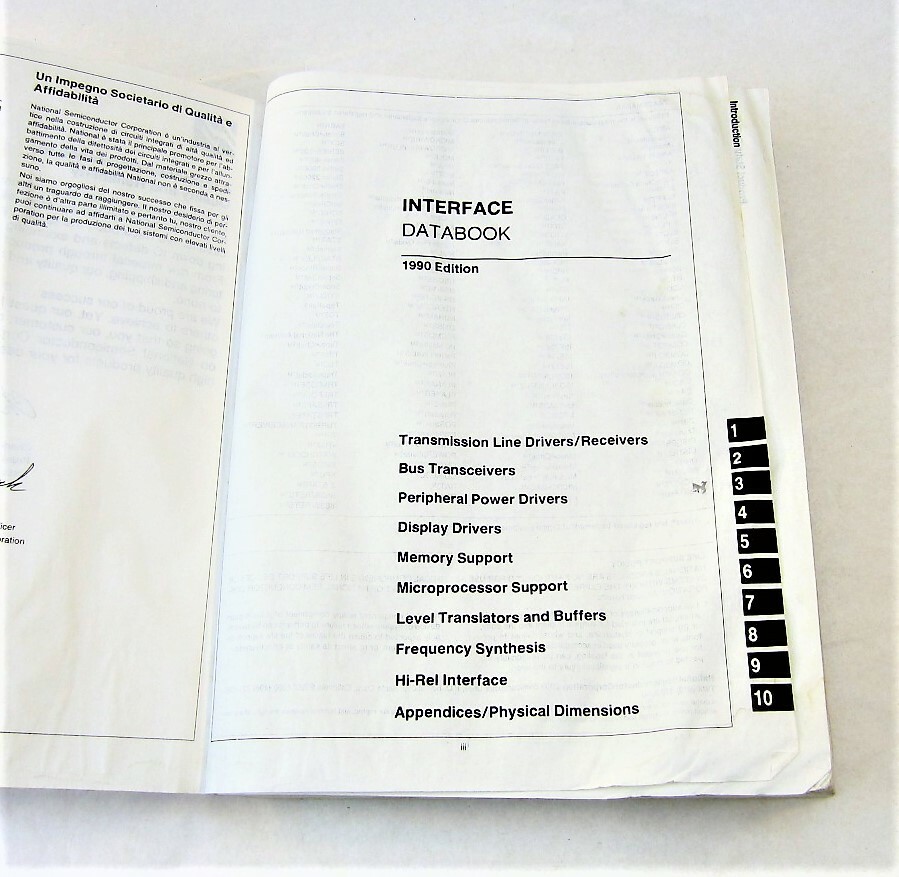 Un Impegno Societario di Qualità e
Affidabilità
National Semiconductor Corporation è un'industria al ver-
tice nella costruzione di circuiti integrati di altà qualità ed
affidabilità. National è stata il principale promotore per l'ab-
battimento della difettosità dei circuiti integrati e per l'allun-
gamento della vita dei prodotti. Dal materiale grezzo attra-
verso tutte le fasi di progettazione, costruzione e spedi-
zione, la qualità e affidabilità National non è seconda a nes-
suno.
Noi siamo orgogliosi del nostro successo che fissa per gli
altri un traguardo da raggiungere. Il nostro desiderio di per-
fezione è d'altra parte illimitato e pertanto tu, nostro cliente,
puoi continuare ad affidarti a National Semiconductor Cor-
poration per la produzione dei tuoi sistemi con elevati livelli
di qualità.
icer
ration
INTERFACE
DATABOOK
1990 Edition
Transmission Line Drivers/Receivers
Bus Transceivers
Peripheral Power Drivers
Display Drivers
Memory Support
Microprocessor Support
Level Translators and Buffers
Frequency Synthesis
Hi-Rel Interface
Appendices/Physical Dimensions
iii
Introduction
1
2
3
4
5
6
7
8
9
10